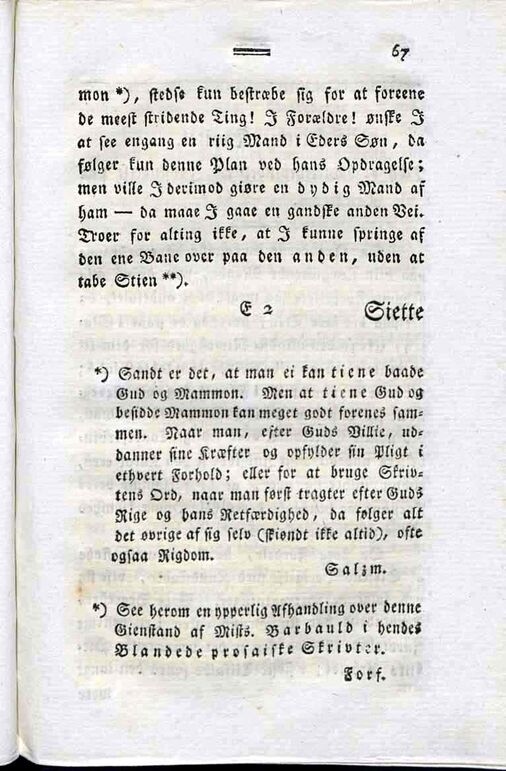 67
mon *), stedse kun bestræbe sig for at foreene
de meest stridende Ting! I Forældre! ønske I
at see engang en riig Mand i Eders Søn, da
følger kun denne Plan ved hans Opdragelse;
men ville I derimod giøre en dydig Mand af
ham — da maae I gaae en gandske anden Vei.
Troer for alting ikke, at I kunne springe af
den ene Bane over paa den anden, uden at
tabe Stien **).
E 2
Siette
*) Sandt er det, at man ei kan tiene baade
Gud og Mammon. Men at tiene Gud og
besidde Mammon kan meget godt forenes sam-
men. Naar man, efter Guds Villie, ud-
danner sine Kræfter og opfylder sin Pligt i
ethvert Forhold; eller for at bruge Skriv-
tens Ord, naar man først tragter efter Guds
Rige og hans Retfærdighed, da følger alt
det øvrige af sig selv (skiøndt ikke altid), ofte
ogsaa Rigdom.
Salzm.
*) See herom en ypperlig Afhandling over denne
Gienstand af Mists. Barbauld i hendes
Blandede prosaiske Skrivter.
Forf.